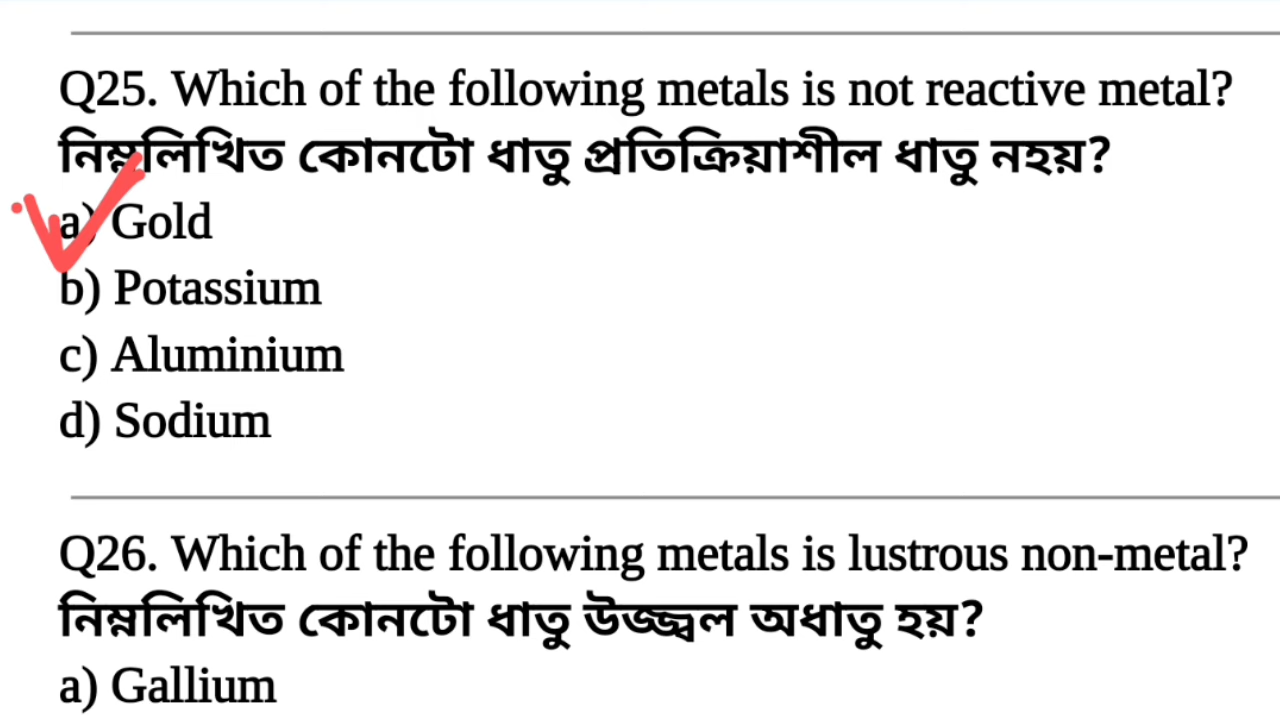 Q25. Which of the following metals is not reactive metal?
নিম্নলিখিত কোনটো ধাতু প্ৰতিক্ৰিয়াশীল ধাতু নহয়?
a) Gold
b) Potassium
c) Aluminium
d) Sodium
Q26. Which of the following metals is lustrous non-metal?
নিম্নলিখিত কোনটো ধাতু উজ্জ্বল অধাতু হয়?
a) Gallium